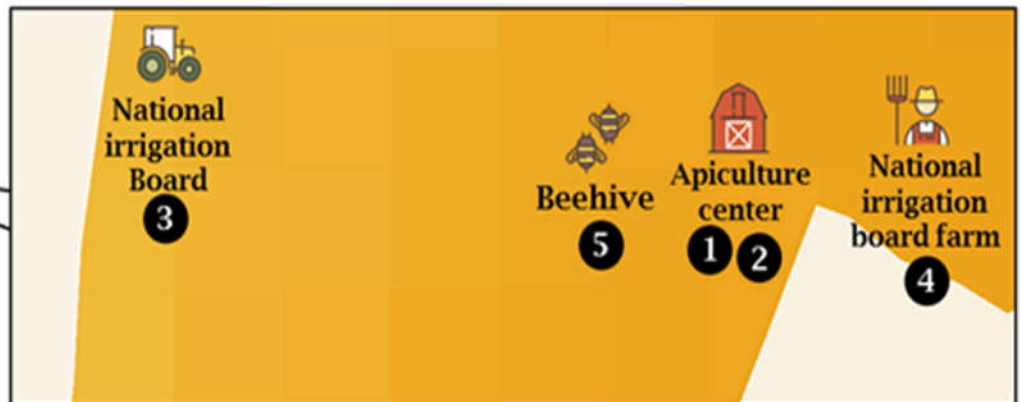 National
irrigation
Board
3
Beehive
5
Apiculture
center
1 2
National
irrigation
board farm
4